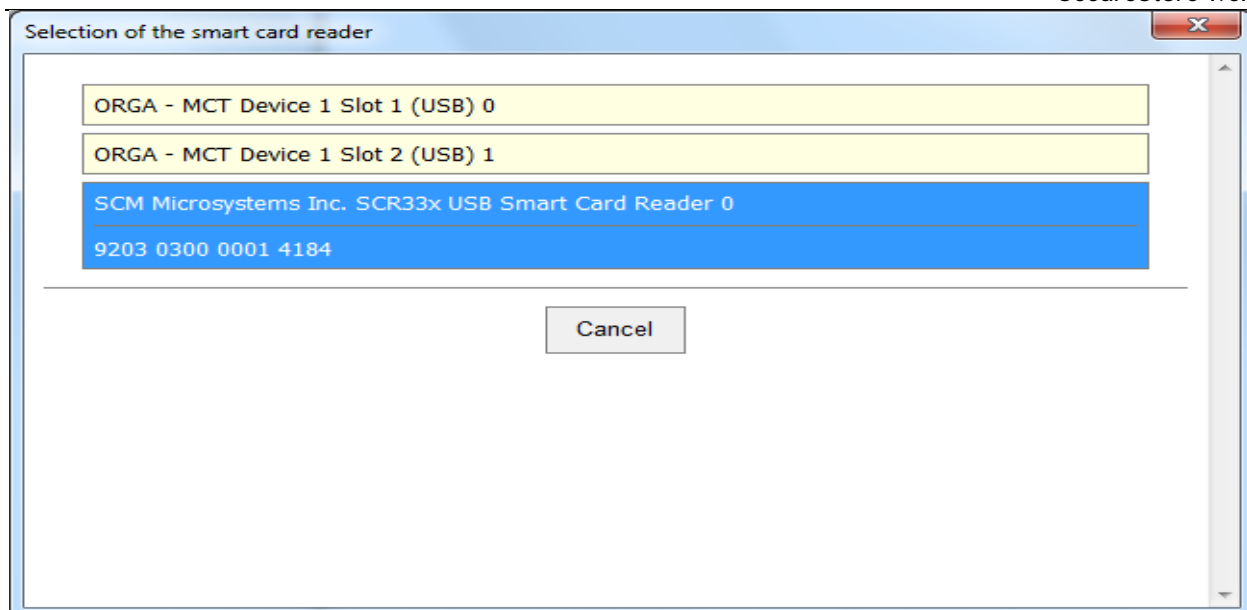 Selection of the smart card reader
ORGA - MCT Device 1 Slot 1 (USB) 0
ORGA - MCT Device 1 Slot 2 (USB) 1
SCM Microsystems Inc. SCR33x USB Smart Card Reader 0
9203 0300 0001 4184
Cancel